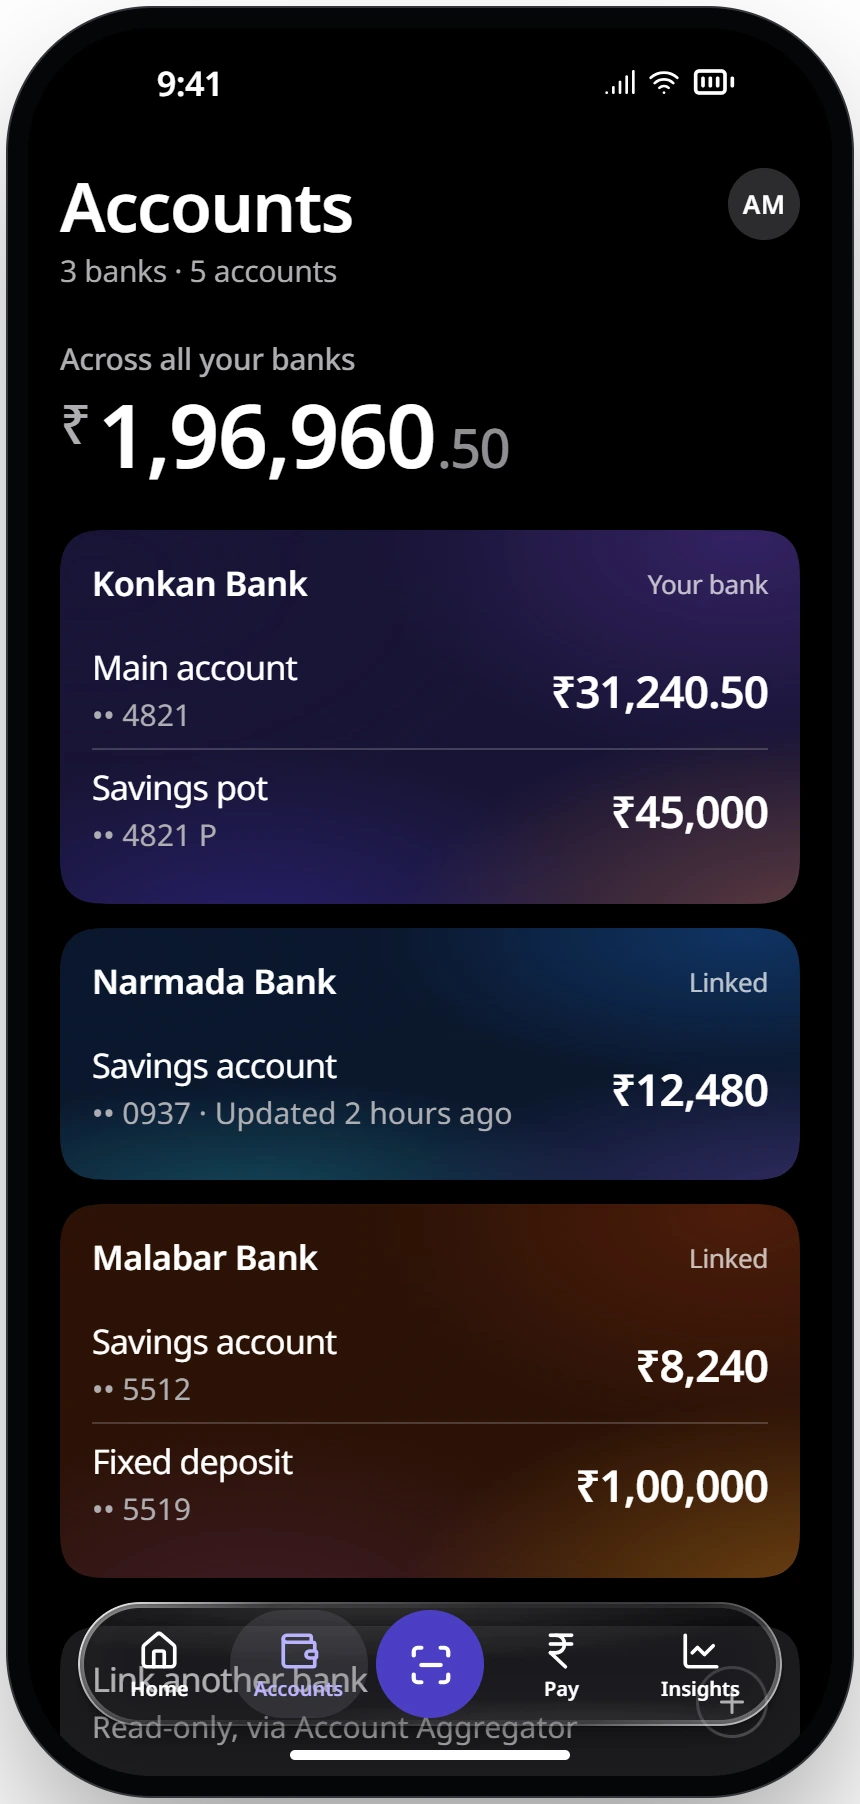 9:41
Accounts
AM
3 banks · 5 accounts
Across all your banks
₹1,96,960.50
Konkan Bank
Your bank
Main account
•• 4821
₹31,240.50
Savings pot
•• 4821 P
₹45,000
Narmada Bank
Linked
Savings account
•• 0937 · Updated 2 hours ago
₹12,480
Malabar Bank
Linked
Savings account
•• 5512
₹8,240
Fixed deposit
•• 5519
₹1,00,000
Link another bank
Read-only, via Account Aggregator
Home
Accounts
Pay
Insights